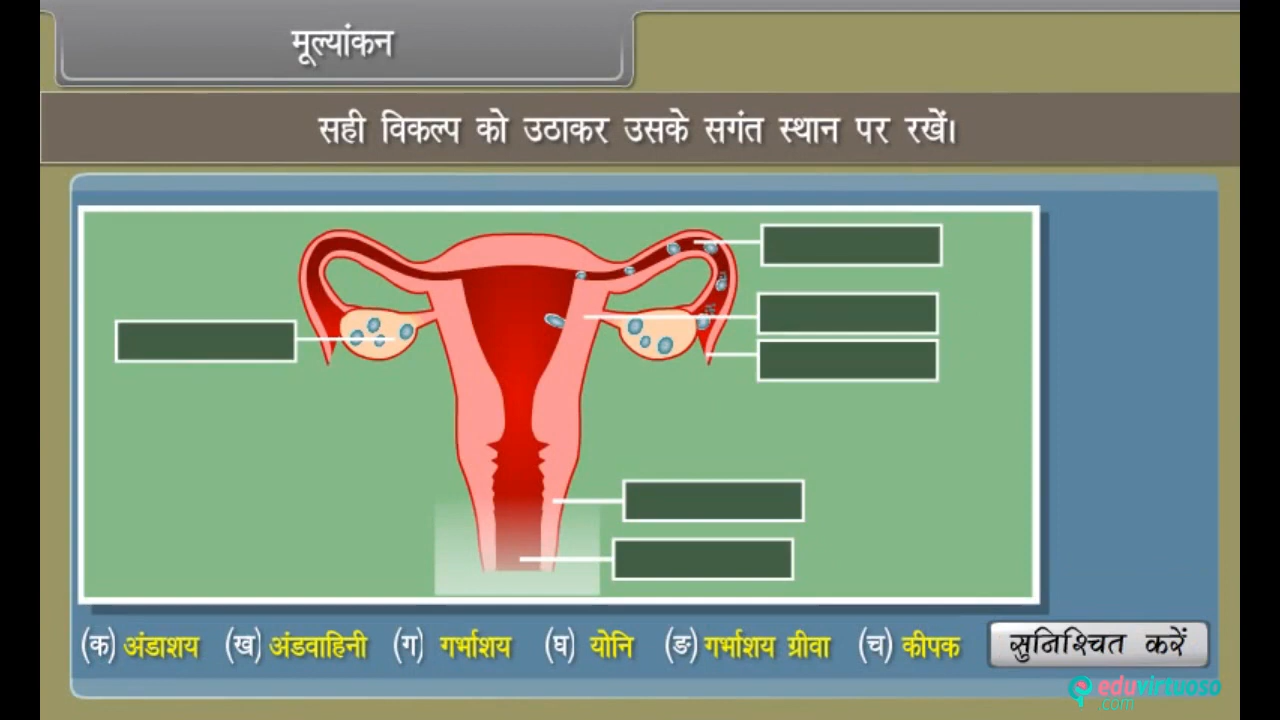 मूल्यांकन
सही विकल्प को उठाकर उसके सगंत स्थान पर रखें।
(क) अंडाशय (ख) अंडवाहिनी (ग) गर्भाशय (घ) योनि (ङ) गर्भाशय ग्रीवा (च) कीपक
सुनिश्चित करें
eduvirtuoso
.com